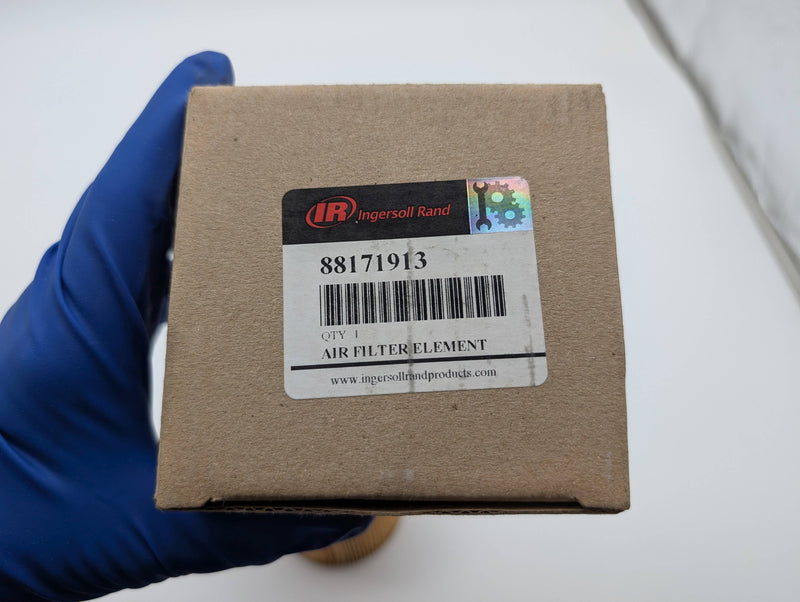 IR Ingersoll Rand
88171913
QTY 1
AIR FILTER ELEMENT
www.ingersollrandproducts.com